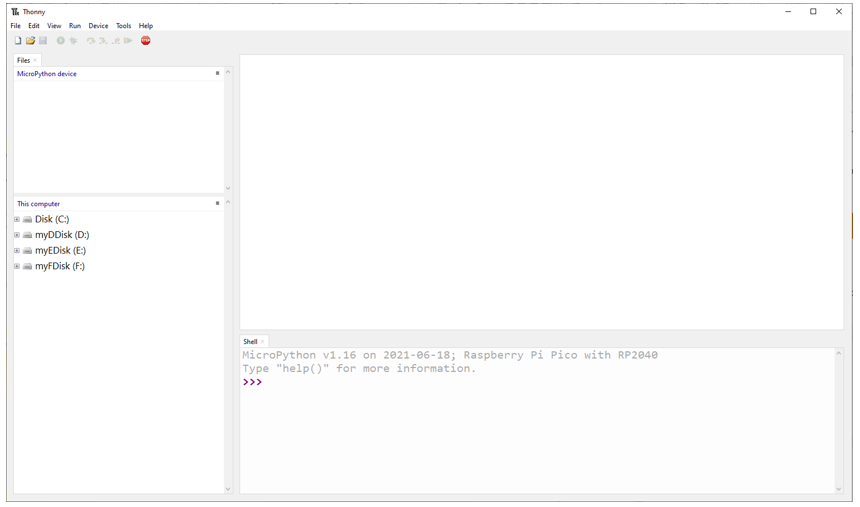 Thonny
File Edit View Run Device Tools Help
STOP
Files
MicroPython device
This computer
Disk (C:)
myDDisk (D:)
myEDisk (E:)
myFDisk (F:)
Shell
MicroPython v1.16 on 2021-06-18; Raspberry Pi Pico with RP2040
Type "help()" for more information.
>>>